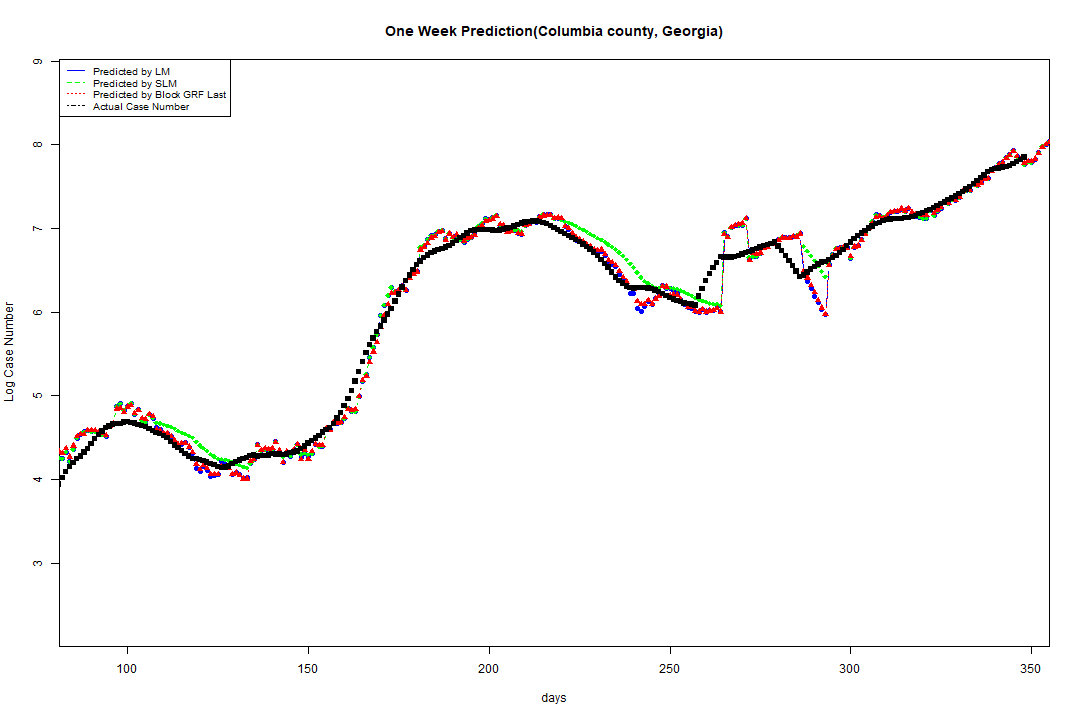 One Week Prediction(Columbia county, Georgia)
Predicted by LM
Predicted by SLM
Predicted by Block GRF Last
Actual Case Number
9
8
7
6
5
4
3
Log Case Number
100 150 200 250 300 350
days